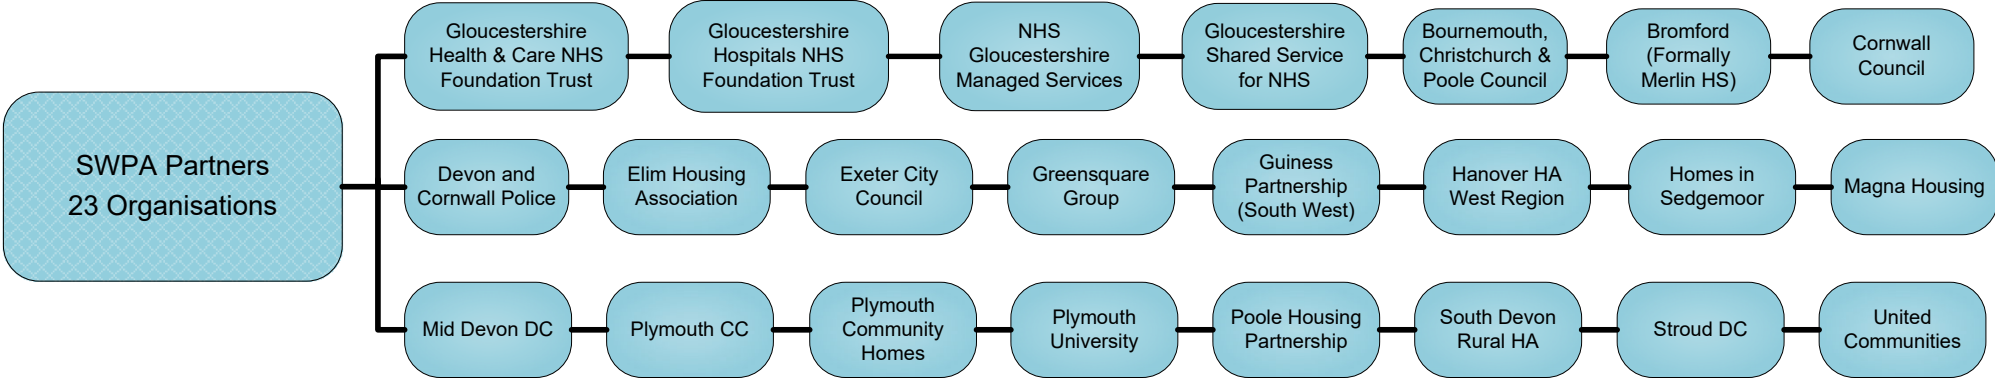 SWPA Partners
23 Organisations
Gloucestershire
Health & Care NHS
Foundation Trust
Gloucestershire
Hospitals NHS
Foundation Trust
NHS
Gloucestershire
Managed Services
Gloucestershire
Shared Service
for NHS
Bournemouth,
Christchurch &
Poole Council
Bromford
(Formally
Merlin HS)
Cornwall
Council
Devon and
Cornwall Police
Elim Housing
Association
Exeter City
Council
Greensquare
Group
Guiness
Partnership
(South West)
Hanover HA
West Region
Homes in
Sedgemoor
Magna Housing
Mid Devon DC
Plymouth CC
Plymouth
Community
Homes
Plymouth
University
Poole Housing
Partnership
South Devon
Rural HA
Stroud DC
United
Communities